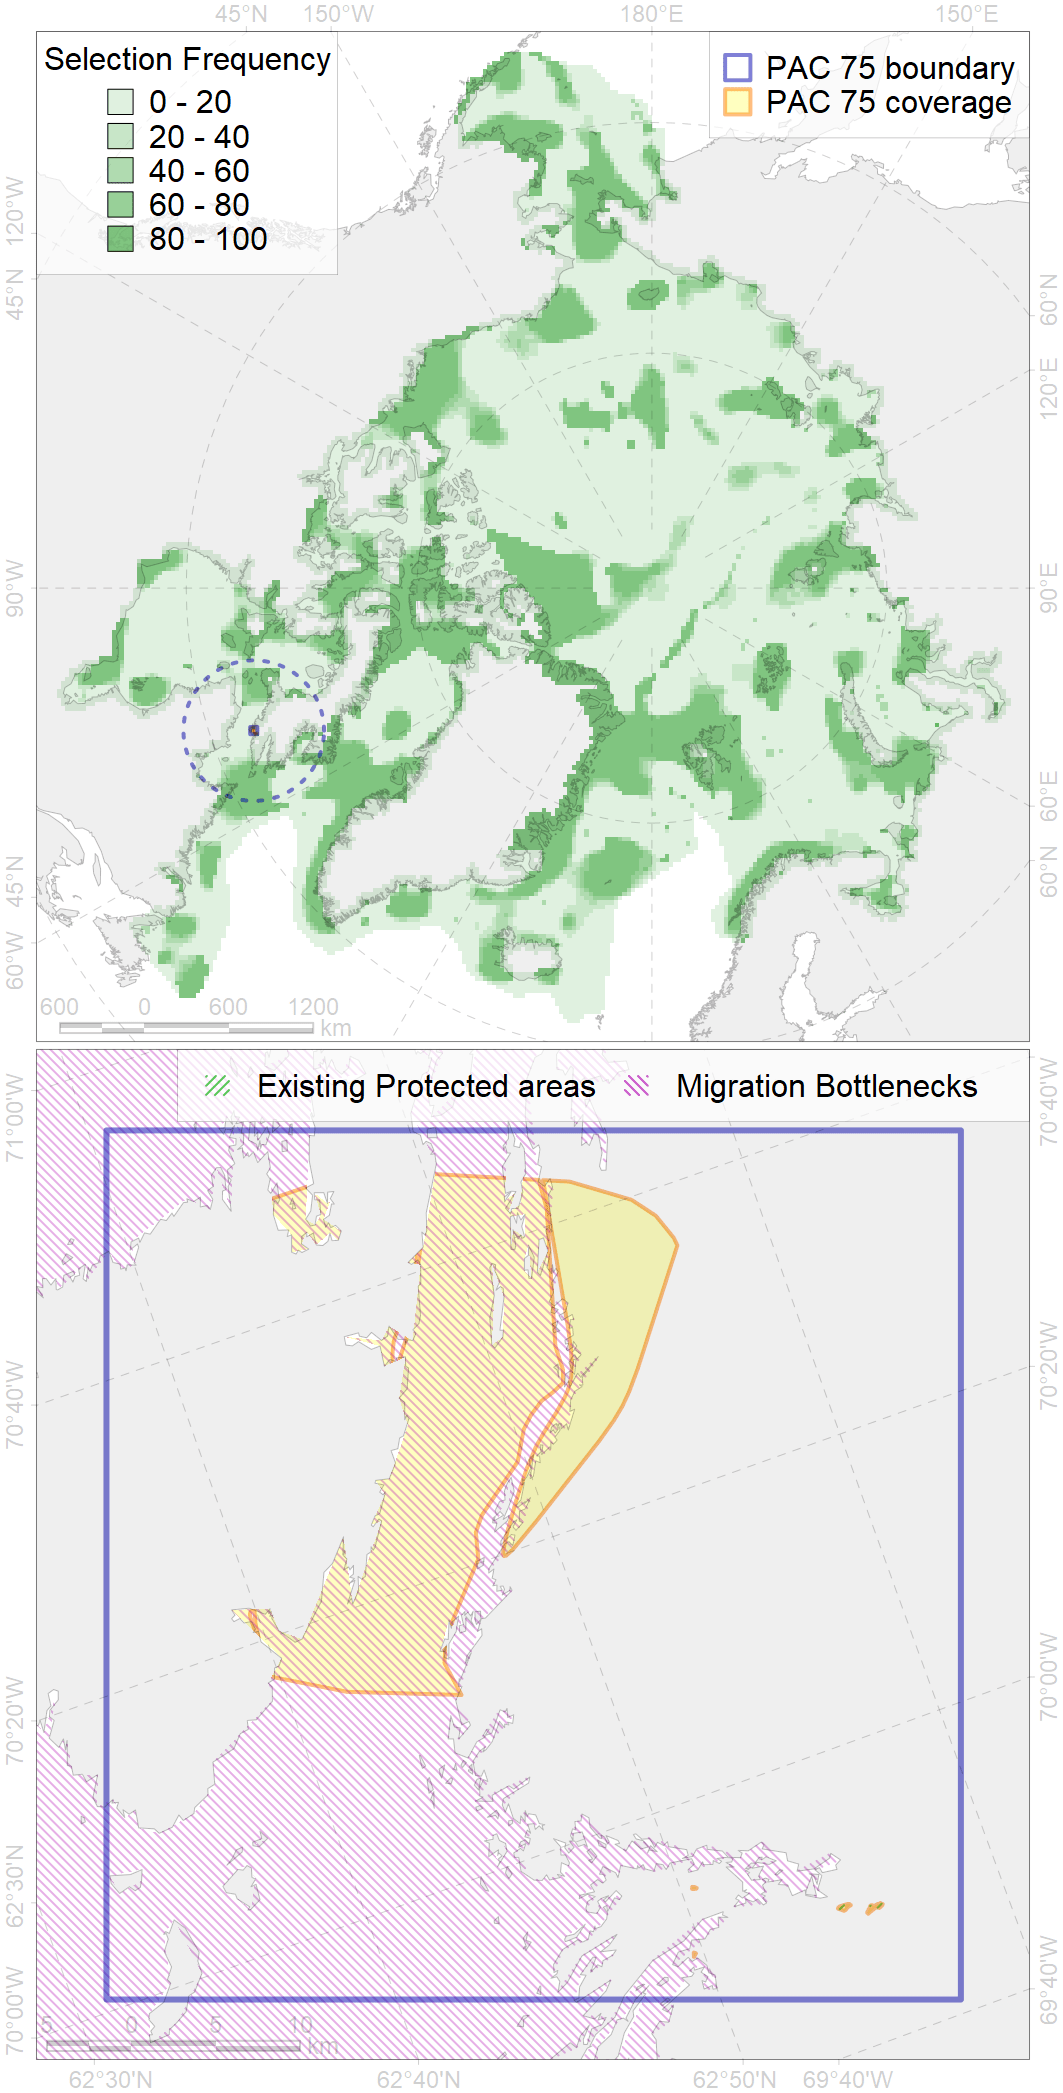 45°N 150°W 180°E 150°E
Selection Frequency
0 - 20
20 - 40
40 - 60
60 - 80
80 - 100
PAC 75 boundary
PAC 75 coverage
120°W
45°N
90°W
45°N
60°W
60°N
120°E
90°E
60°E
60°N
600 0 600 1200
km
Existing Protected areas Migration Bottlenecks
71°00'W
70°40'W
70°20'W
62°30'N
70°00'W
70°40'W
70°20'W
70°00'W
69°40'W
5 0 5 10
km
62°30'N 62°40'N 62°50'N 69°40'W